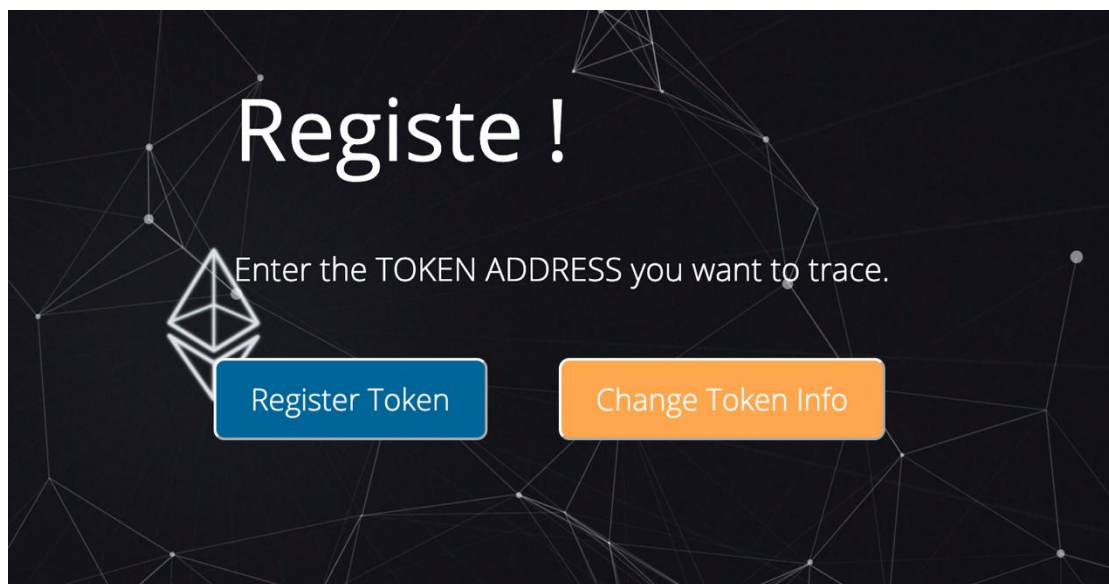 Registe !
Enter the TOKEN ADDRESS you want to trace.
Register Token
Change Token Info